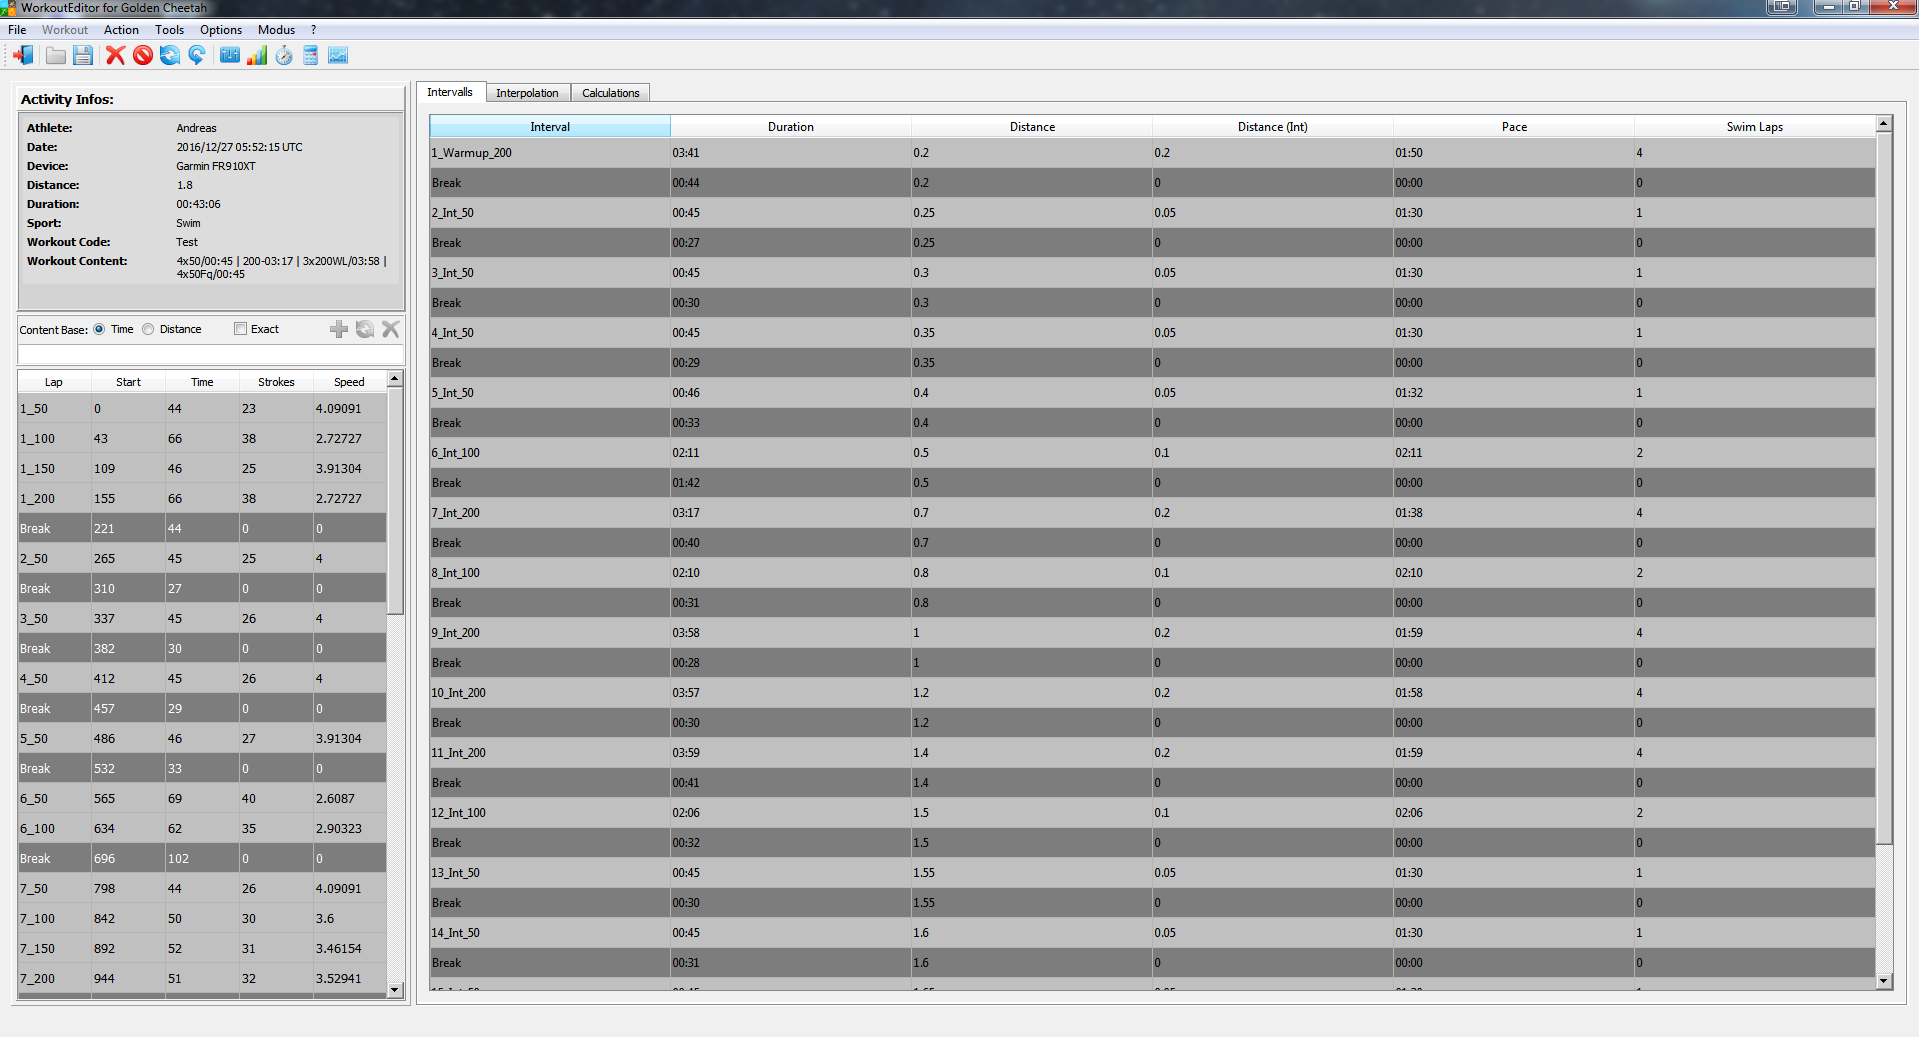 WorkoutEditor for Golden Cheetah
File Workout Action Tools Options Modus ?
Activity Infos:
Athlete: Andreas
Date: 2016/12/27 05:52:15 UTC
Device: Garmin FR910XT
Distance: 1.8
Duration: 00:43:06
Sport: Swim
Workout Code: Test
Workout Content: 4x50/00:45 | 200-03:17 | 3x200WL/03:58 |
4x50Fq/00:45
Content Base: Time Distance Exact
Lap Start Time Strokes Speed
1_50 0 44 23 4.09091
1_100 43 66 38 2.72727
1_150 109 46 25 3.91304
1_200 155 66 38 2.72727
Break 221 44 0 0
2_50 265 45 25 4
Break 310 27 0 0
3_50 337 45 26 4
Break 382 30 0 0
4_50 412 45 26 4
Break 457 29 0 0
5_50 486 46 27 3.91304
Break 532 33 0 0
6_50 565 69 40 2.6087
6_100 634 62 35 2.90323
Break 696 102 0 0
7_50 798 44 26 4.09091
7_100 842 50 30 3.6
7_150 892 52 31 3.46154
7_200 944 51 32 3.52941
Intervalls Interpolation Calculations
Interval Duration Distance Distance (Int) Pace Swim Laps
1_Warmup_200 03:41 0.2 0.2 01:50 4
Break 00:44 0.2 0 00:00 0
2_Int_50 00:45 0.25 0.05 01:30 1
Break 00:27 0.25 0 00:00 0
3_Int_50 00:45 0.3 0.05 01:30 1
Break 00:30 0.3 0 00:00 0
4_Int_50 00:45 0.35 0.05 01:30 1
Break 00:29 0.35 0 00:00 0
5_Int_50 00:46 0.4 0.05 01:32 1
Break 00:33 0.4 0 00:00 0
6_Int_100 02:11 0.5 0.1 02:11 2
Break 01:42 0.5 0 00:00 0
7_Int_200 03:17 0.7 0.2 01:38 4
Break 00:40 0.7 0 00:00 0
8_Int_100 02:10 0.8 0.1 02:10 2
Break 00:31 0.8 0 00:00 0
9_Int_200 03:58 1 0.2 01:59 4
Break 00:28 1 0 00:00 0
10_Int_200 03:57 1.2 0.2 01:58 4
Break 00:30 1.2 0 00:00 0
11_Int_200 03:59 1.4 0.2 01:59 4
Break 00:41 1.4 0 00:00 0
12_Int_100 02:06 1.5 0.1 02:06 2
Break 00:32 1.5 0 00:00 0
13_Int_50 00:45 1.55 0.05 01:30 1
Break 00:30 1.55 0 00:00 0
14_Int_50 00:45 1.6 0.05 01:30 1
Break 00:31 1.6 0 00:00 0